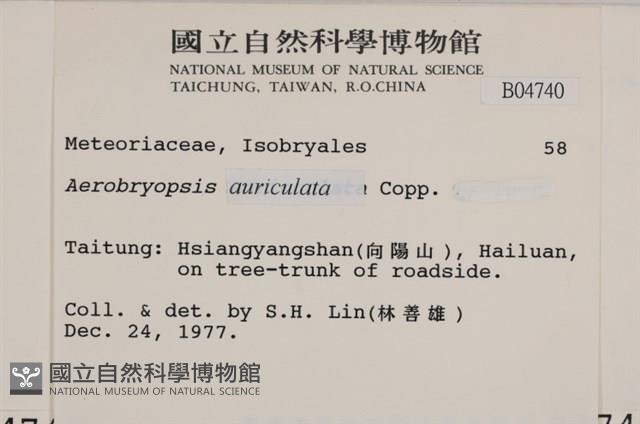 國立自然科學博物館
NATIONAL MUSEUM OF NATURAL SCIENCE
TAICHUNG, TAIWAN, R.O.CHINA
B04740
Meteoriaceae, Isobryales 58
Aerobryopsis auriculata Copp.
Taitung: Hsiangyangshan(向陽山), Hailuan,
on tree-trunk of roadside.
Coll. & det. by S.H. Lin(林善雄)
Dec. 24, 1977.
國立自然科學博物館
NATIONAL MUSEUM OF NATURAL SCIENCE